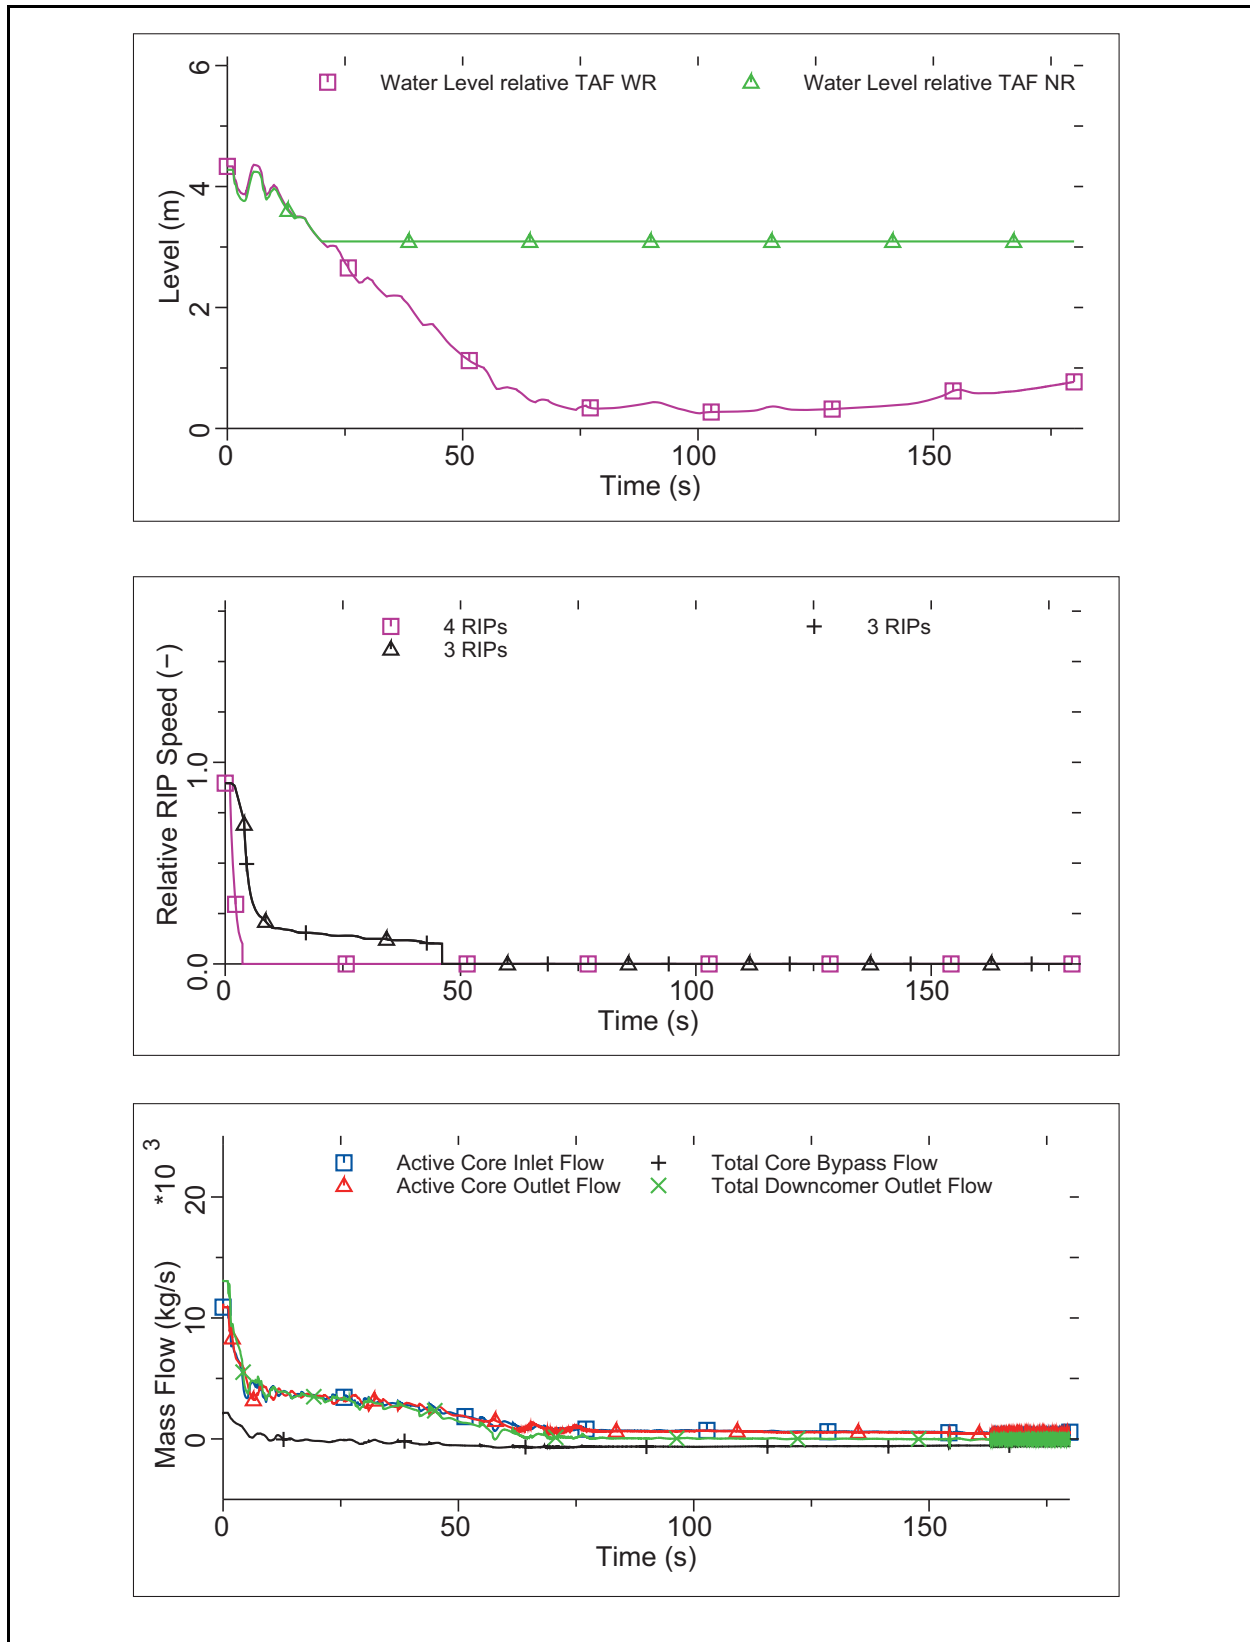 6
Water Level relative TAF WR
Water Level relative TAF NR
4
Level (m)
2
0
0 50 100 150
Time (s)
4 RIPs
3 RIPs
3 RIPs
Relative RIP Speed (−)
1.0
0.0
0 50 100 150
Time (s)
*10 3
Active Core Inlet Flow
Total Core Bypass Flow
Active Core Outlet Flow
Total Downcomer Outlet Flow
20
Mass Flow (kg/s)
10
0
0 50 100 150
Time (s)